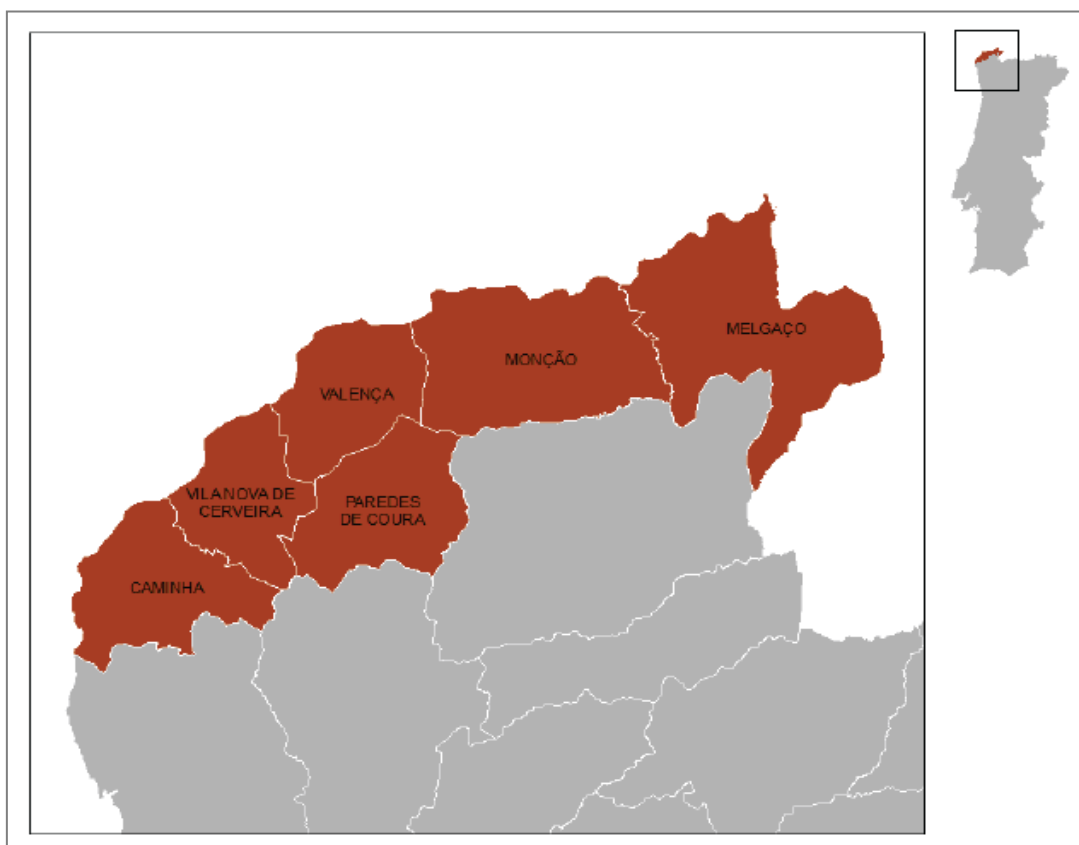 MELGAÇO
MONÇÃO
VALENÇA
VILA NOVA DE
CERVEIRA
PAREDES
DE COURA
CAMINHA